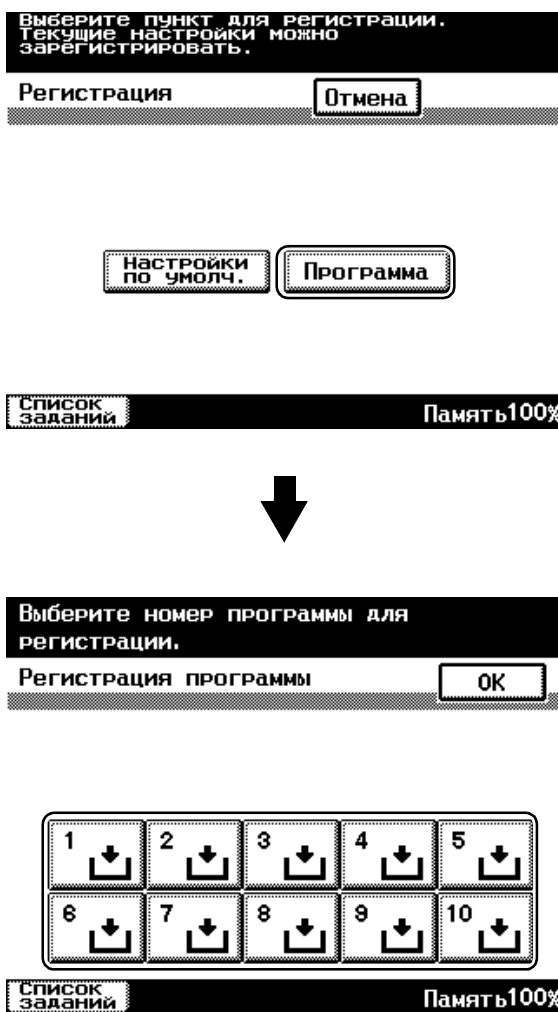 Выберите пункт для регистрации.
Текущие настройки можно
зарегистрировать.
Регистрация
Отмена
Настройки
по умолч.
Программа
Список
заданий
Память100%
Выберите номер программы для
регистрации.
Регистрация программы
OK
1 2 3 4 5
6 7 8 9 10
Список
заданий
Память100%